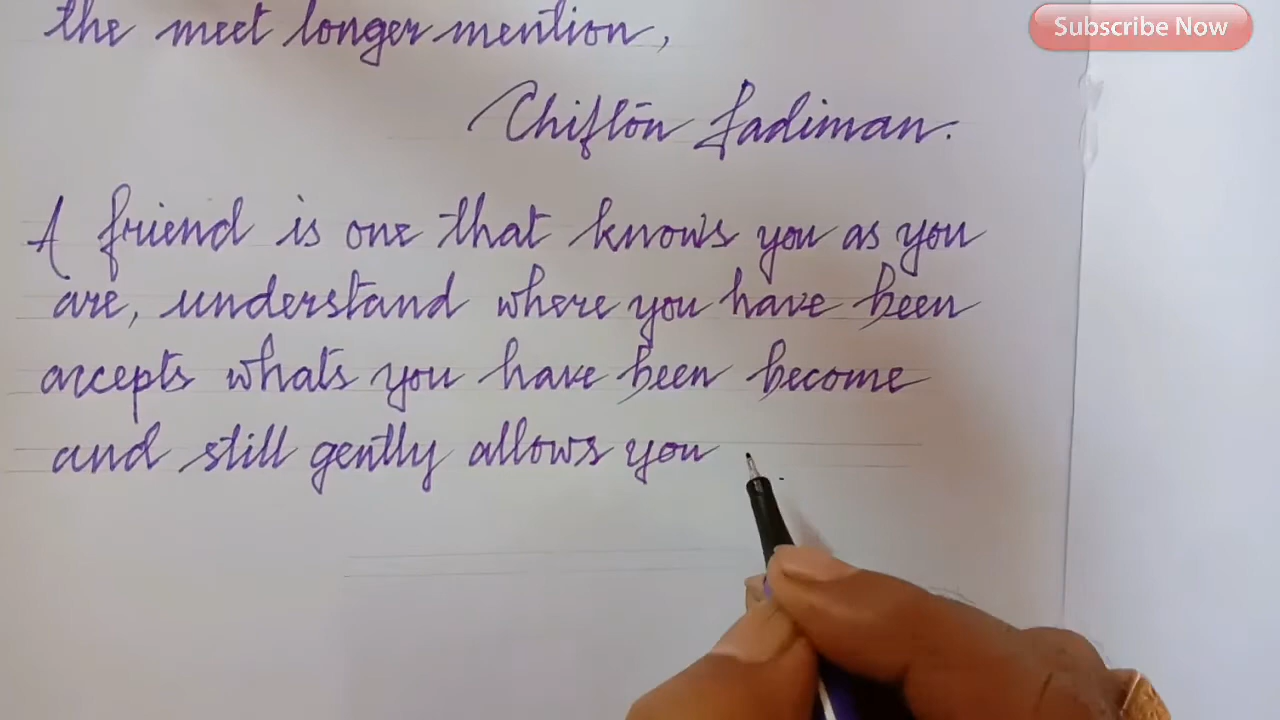 Subscribe Now
the meet longer mention,
Chiflon fadiman.
A friend is one that knows you as you
are, understand where you have been
accepts whats you have been become
and still gently allows you